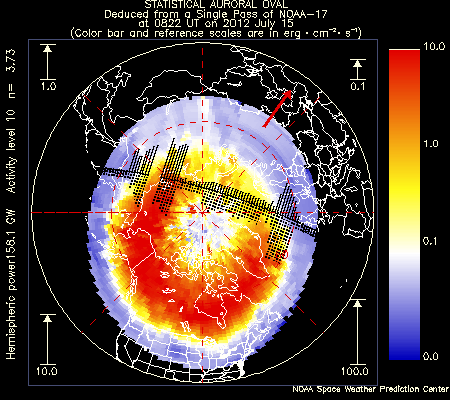 STATISTICAL AURORAL OVAL
Deduced from a Single Pass of NOAA-17
at 0822 UT on 2012 July 15
(Color bar and reference scales are in erg · cm⁻² · s⁻¹)
1.0
0.1
10.0
100.0
Hemispheric power158.1 GW Activity level 10 n= 3.73
10.0
1.0
0.1
0.0
NOAA Space Weather Prediction Center